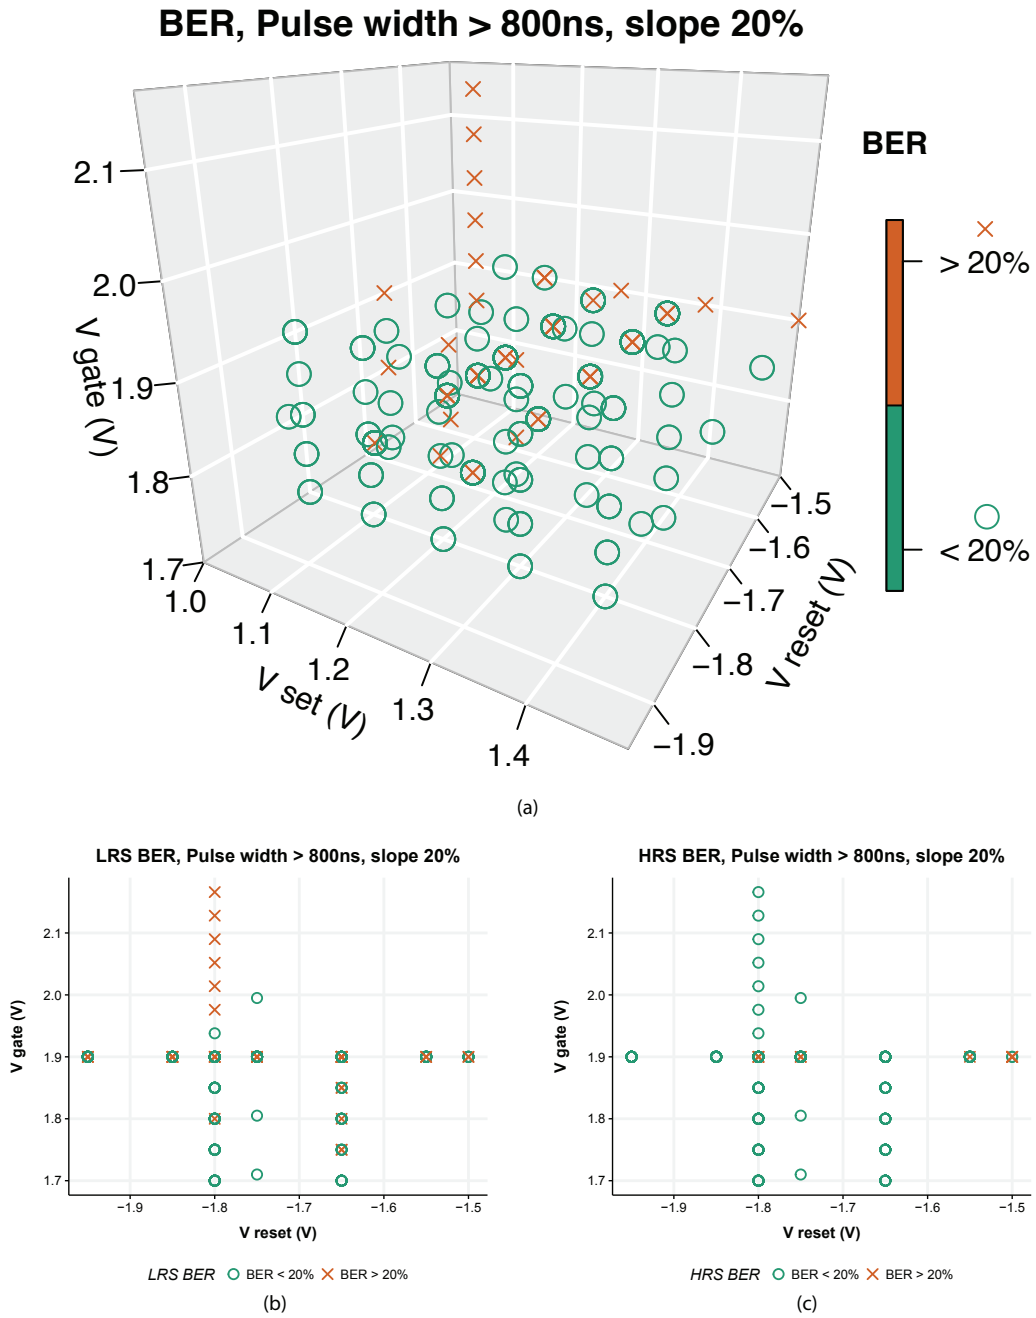 BER, Pulse width > 800ns, slope 20%
BER
> 20%
< 20%
2.1
2.0
1.9
1.8
1.7
V gate (V)
1.0
1.1
1.2
1.3
1.4
V set (V)
−1.5
−1.6
−1.7
−1.8
−1.9
V reset (V)
(a)
LRS BER, Pulse width > 800ns, slope 20%
2.1
2.0
1.9
1.8
1.7
V gate (V)
−1.9 −1.8 −1.7 −1.6 −1.5
V reset (V)
LRS BER BER < 20% BER > 20%
(b)
HRS BER, Pulse width > 800ns, slope 20%
2.1
2.0
1.9
1.8
1.7
V gate (V)
−1.9 −1.8 −1.7 −1.6 −1.5
V reset (V)
HRS BER BER < 20% BER > 20%
(c)